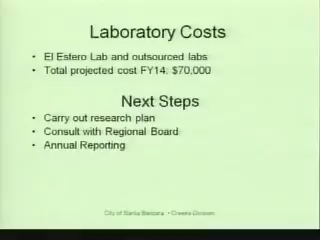 Laboratory Costs
• El Estero Lab and outsourced labs
• Total projected cost FY14: $70,000
Next Steps
• Carry out research plan
• Consult with Regional Board
• Annual Reporting
City of Santa Barbara • Creeks Division